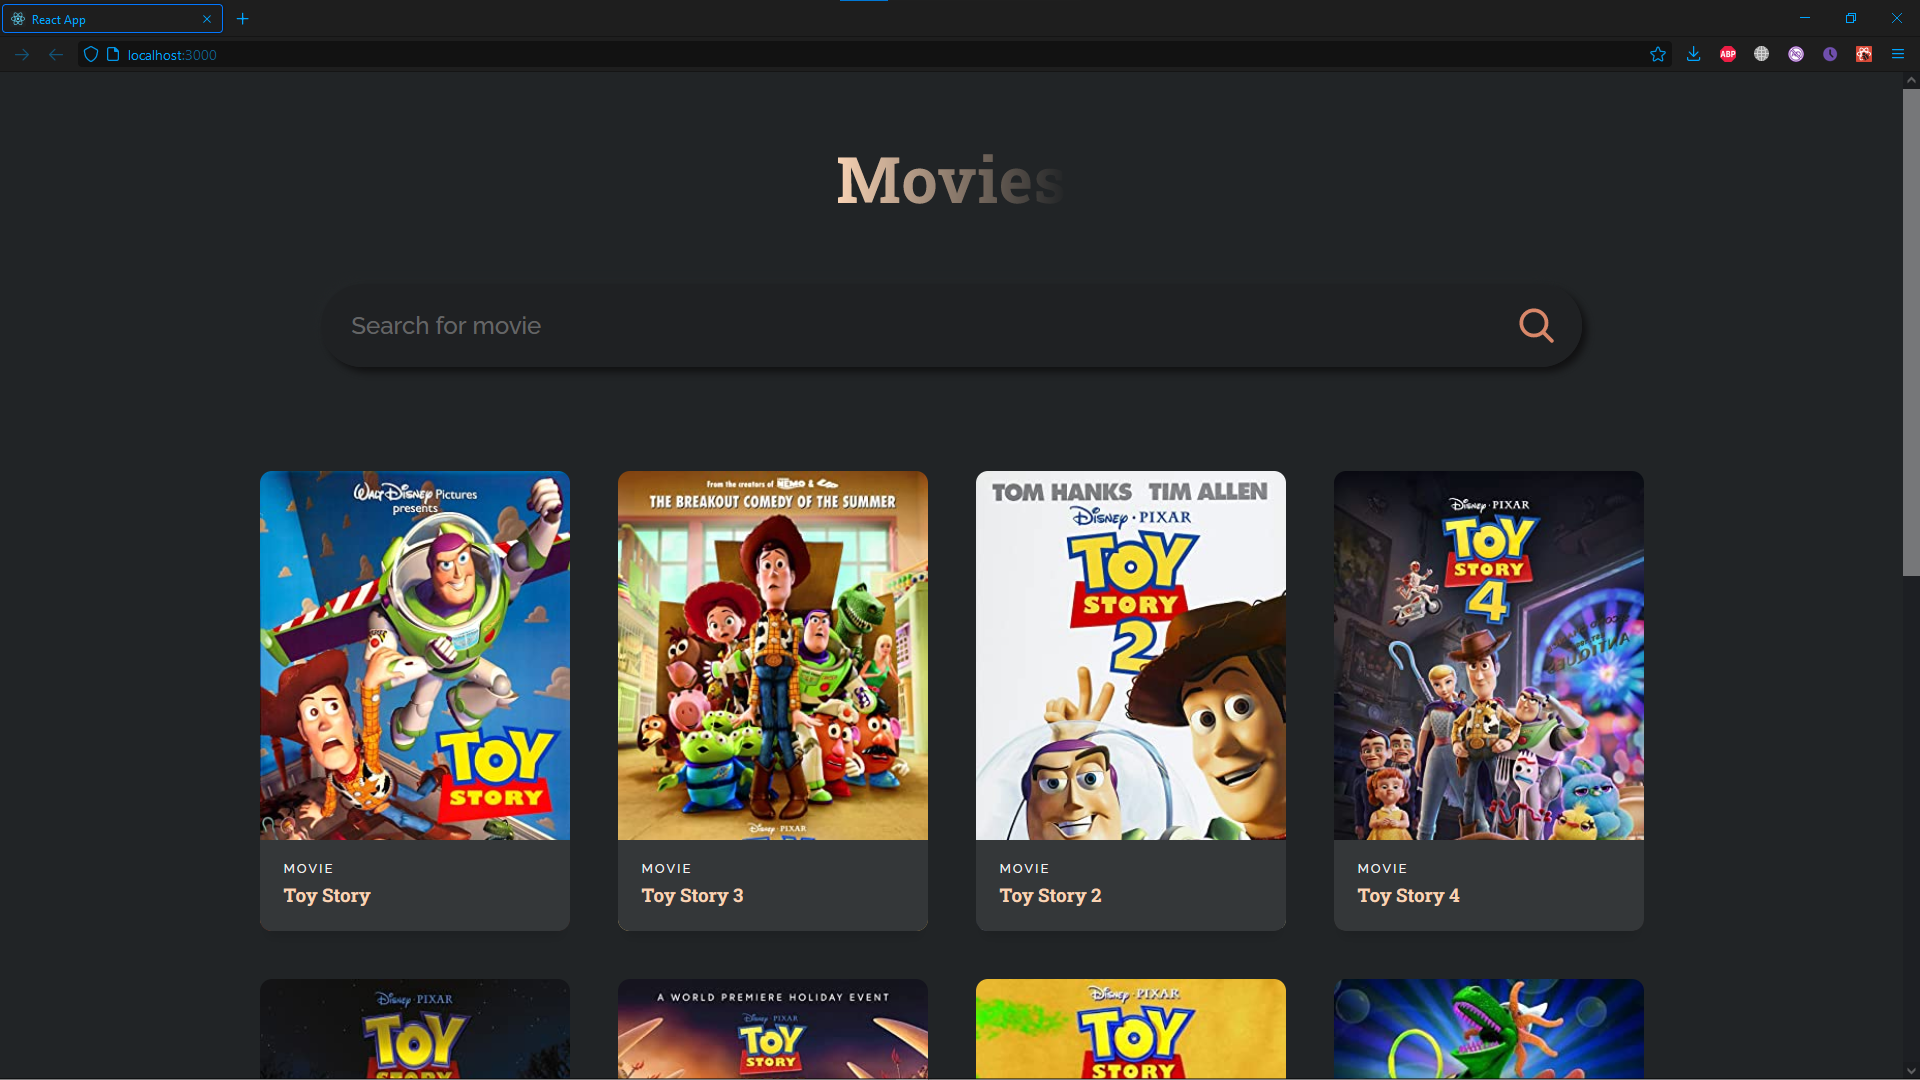 React App
localhost:3000
ABP
Movies
Search for movie
WALT DISNEY Pictures
presents
TOY
STORY
MOVIE
Toy Story
From the creators of NEMO &
THE BREAKOUT COMEDY OF THE SUMMER
DISNEY · PIXAR
MOVIE
Toy Story 3
TOM HANKS TIM ALLEN
DISNEY · PIXAR
TOY
STORY
2
MOVIE
Toy Story 2
DISNEY · PIXAR
TOY
STORY
4
MOVIE
Toy Story 4
DISNEY · PIXAR
TOY
STORY
A WORLD PREMIERE HOLIDAY EVENT
DISNEY · PIXAR
TOY
STORY
DISNEY · PIXAR
TOY
STORY